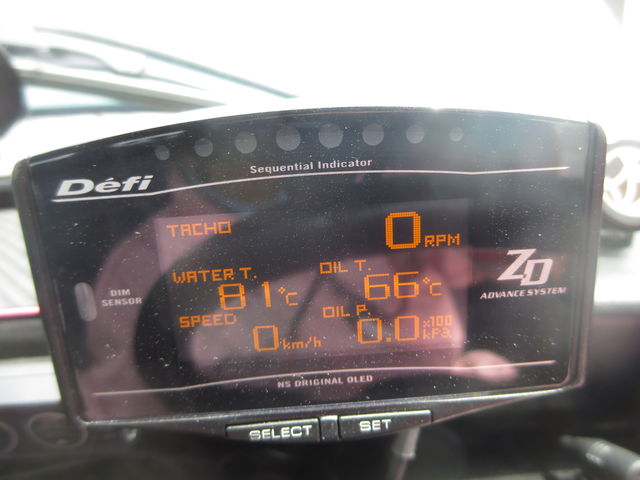 Sequential Indicator
Défi
TACHO 0 RPM
WATER T. OIL T.
81°C 66°C
SPEED OIL P.
0 km/h 0.0 x100 kPa
DIM
SENSOR
ZD
ADVANCE SYSTEM
NS ORIGINAL OLED
SELECT SET